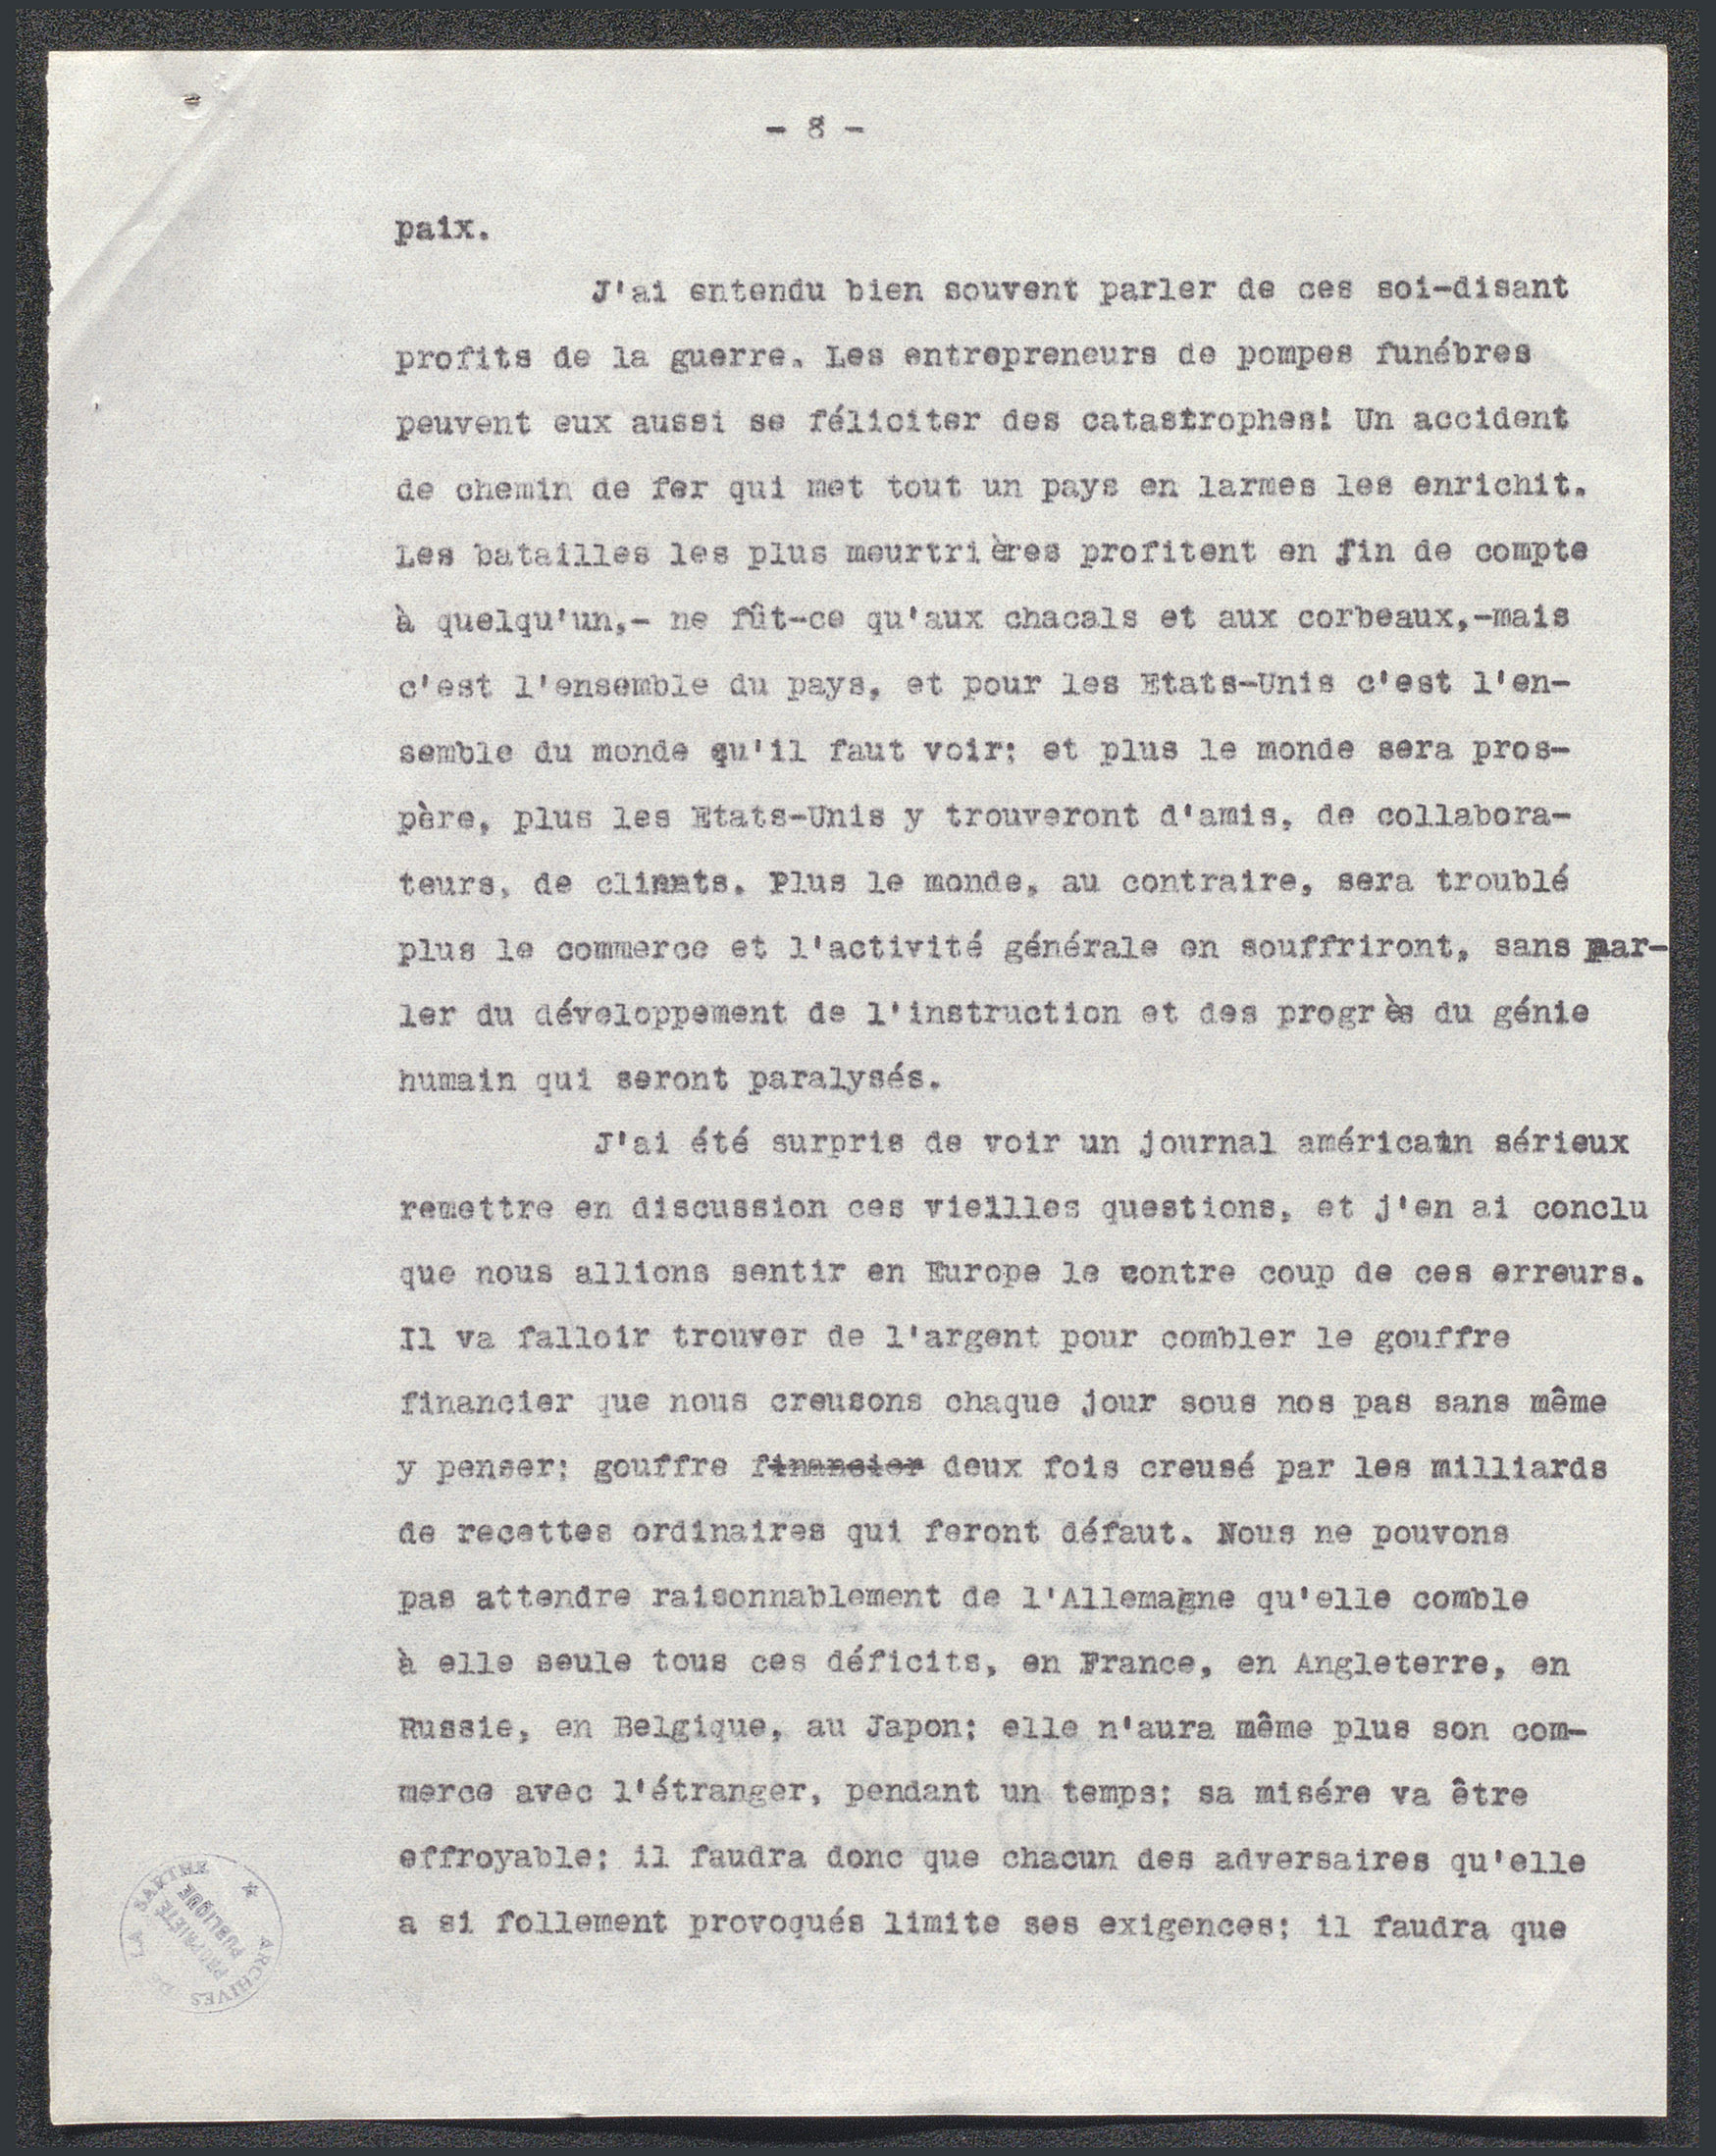 - 8 -
paix.
J'ai entendu bien souvent parler de ces soi-disant
profits de la guerre. Les entrepreneurs de pompes funébres
peuvent eux aussi se féliciter des catastrophes! Un accident
de chemin de fer qui met tout un pays en larmes les enrichit.
Les batailles les plus meurtrières profitent en fin de compte
à quelqu'un,- ne fût-ce qu'aux chacals et aux corbeaux,-mais
c'est l'ensemble du pays, et pour les Etats-Unis c'est l'en-
semble du monde qu'il faut voir; et plus le monde sera pros-
père, plus les Etats-Unis y trouveront d'amis, de collabora-
teurs, de clients. Plus le monde, au contraire, sera troublé
plus le commerce et l'activité générale en souffriront, sans par-
ler du développement de l'instruction et des progrès du génie
humain qui seront paralysés.
J'ai été surpris de voir un journal américain sérieux
remettre en discussion ces vieilles questions, et j'en ai conclu
que nous allions sentir en Europe le contre coup de ces erreurs.
Il va falloir trouver de l'argent pour combler le gouffre
financier que nous creusons chaque jour sous nos pas sans même
y penser; gouffre financier deux fois creusé par les milliards
de recettes ordinaires qui feront défaut. Nous ne pouvons
pas attendre raisonnablement de l'Allemagne qu'elle comble
à elle seule tous ces déficits, en France, en Angleterre, en
Russie, en Belgique, au Japon; elle n'aura même plus son com-
merce avec l'étranger, pendant un temps; sa misére va être
effroyable; il faudra donc que chacun des adversaires qu'elle
a si follement provoqués limite ses exigences; il faudra que
ARCHIVES DE LA SARTHE
PROPRIÉTÉ
PUBLIQUE